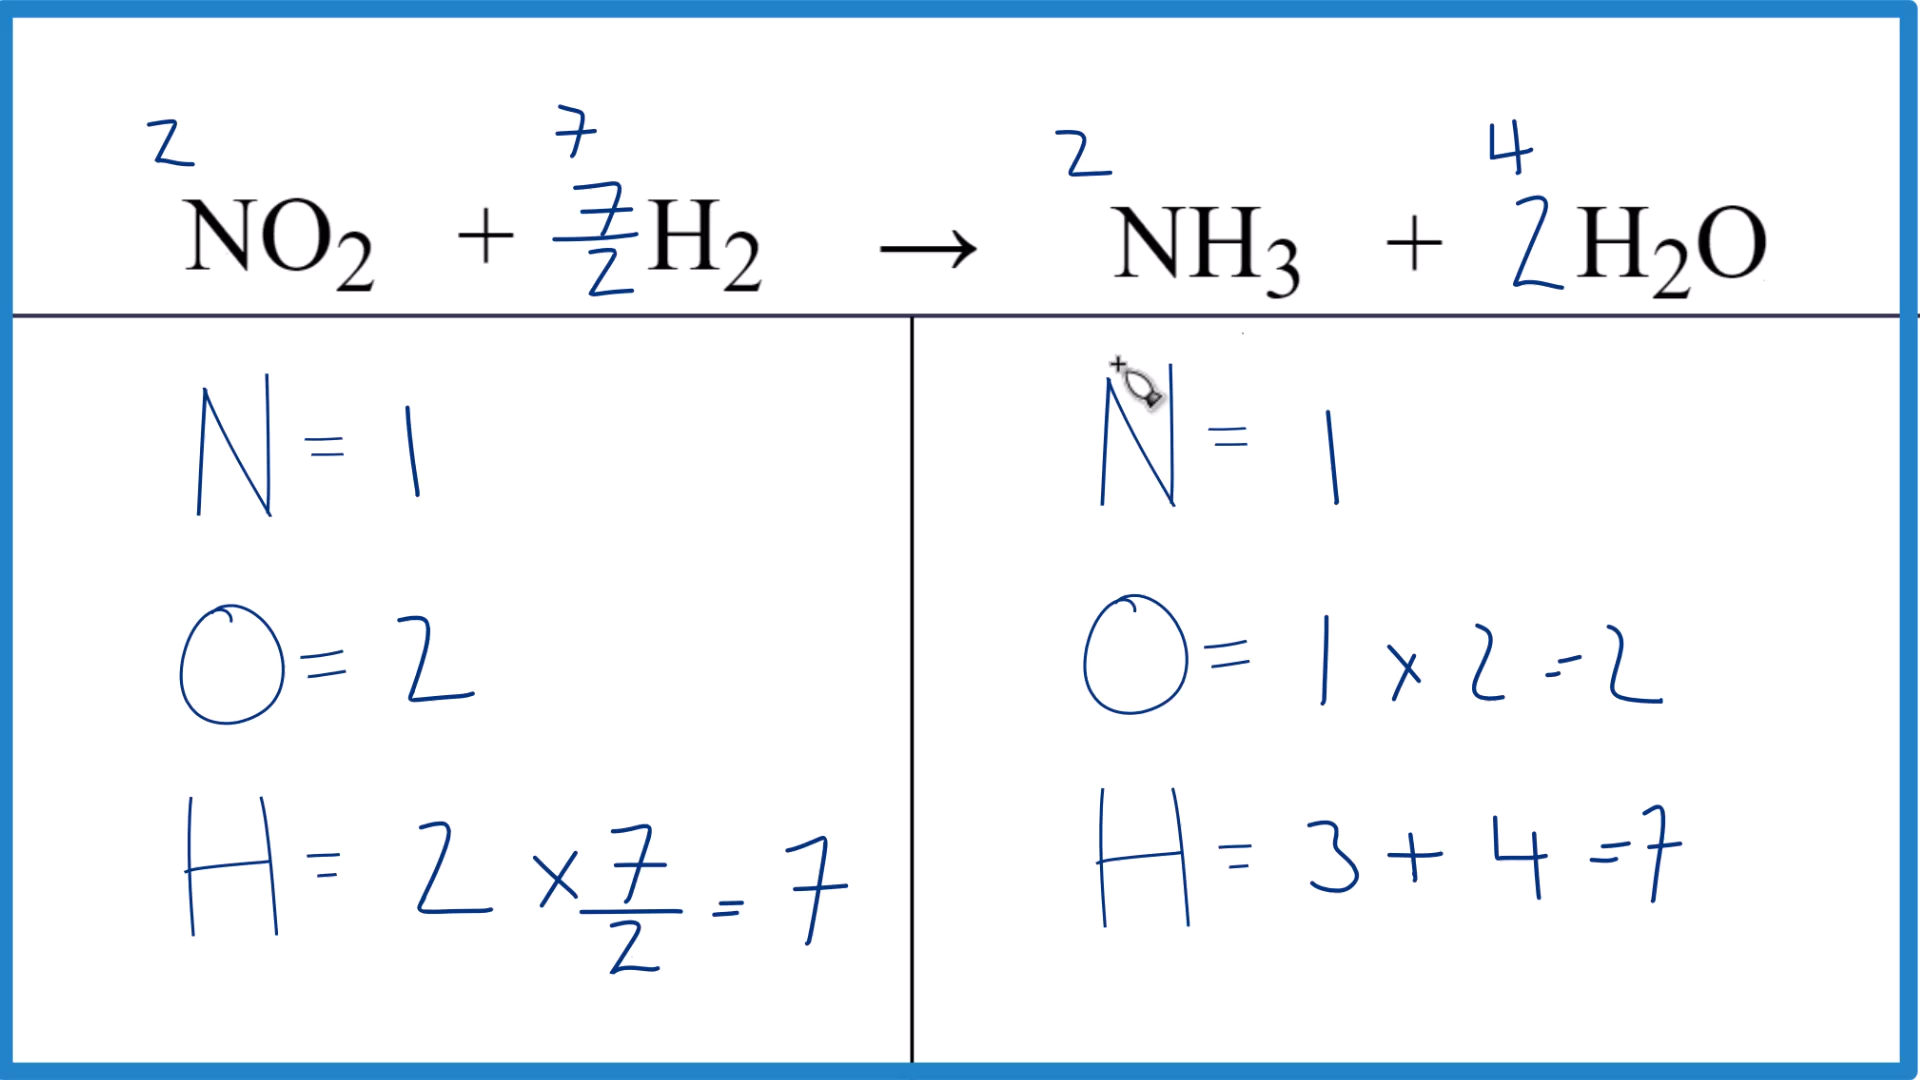 2 7 2 4
NO₂ + 7/2 H₂ → NH₃ + 2 H₂O
N = 1
O = 2
H = 2 × 7/2 = 7
N = 1
O = 1 × 2 = 2
H = 3 + 4 = 7